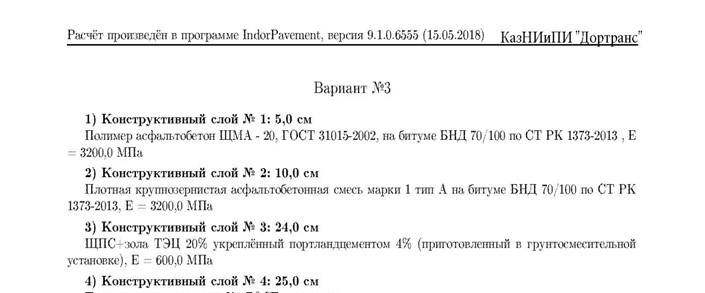 Расчёт произведён в программе IndorPavement, версия 9.1.0.6555 (15.05.2018) КазНИиПИ "Дортранс"
Вариант №3
1) Конструктивный слой № 1: 5,0 см
Полимер асфальтобетон ЩМА - 20, ГОСТ 31015-2002, на битуме БНД 70/100 по СТ РК 1373-2013 , Е
= 3200,0 МПа
2) Конструктивный слой № 2: 10,0 см
Плотная крупнозернистая асфальтобетонная смесь марки 1 тип А на битуме БНД 70/100 по СТ РК
1373-2013, Е = 3200,0 МПа
3) Конструктивный слой № 3: 24,0 см
ЩПС+зола ТЭЦ 20% укреплённый портландцементом 4% (приготовленный в грунтосмесительной
установке), Е = 600,0 МПа
4) Конструктивный слой № 4: 25,0 см